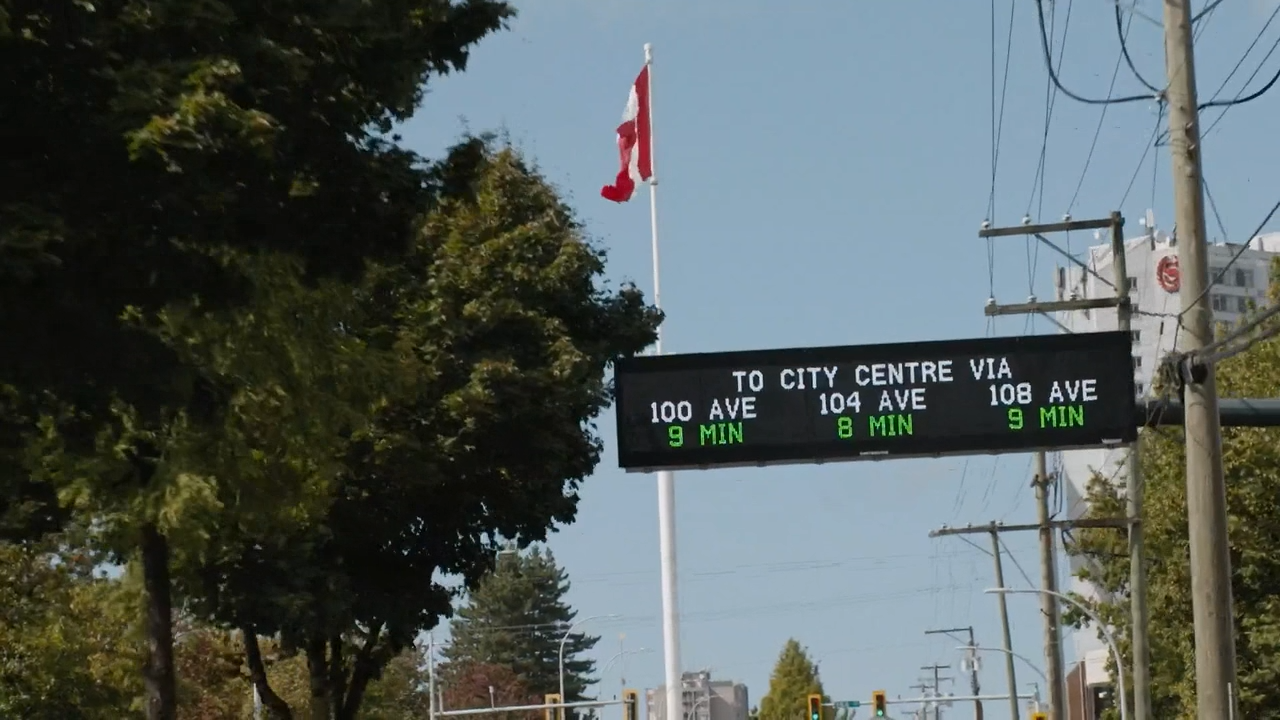 TO CITY CENTRE VIA
100 AVE 104 AVE 108 AVE
9 MIN 8 MIN 9 MIN